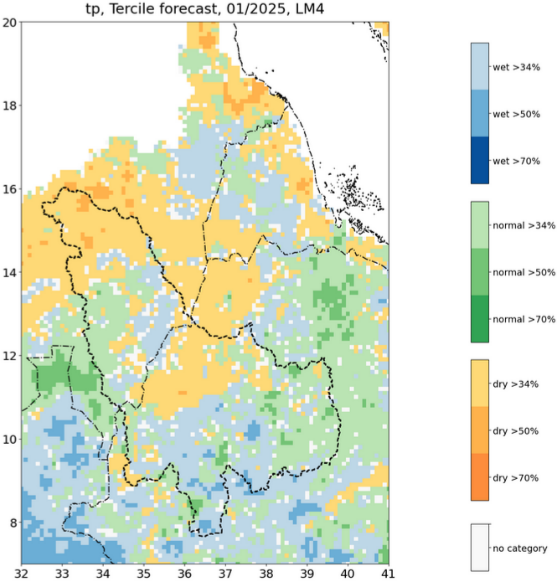 tp, Tercile forecast, 01/2025, LM4
20
18
16
14
12
10
8
32 33 34 35 36 37 38 39 40 41
wet >34%
wet >50%
wet >70%
normal >34%
normal >50%
normal >70%
dry >34%
dry >50%
dry >70%
no category